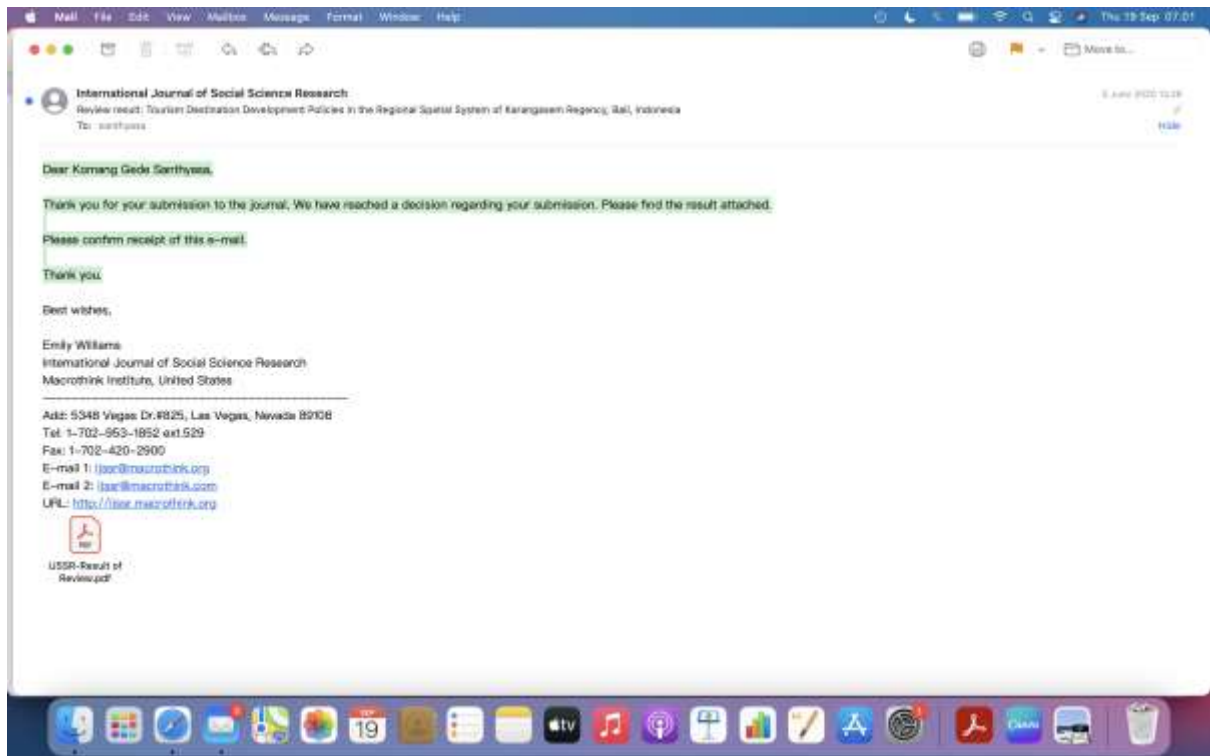 Mail File Edit View Mailbox Message Format Window Help
Thu 19 Sep 07.01
Move to...
International Journal of Social Science Research
Review result: Tourism Destination Development Policies in the Regional Spatial System of Karangasem Regency, Bali, Indonesia
To: santhyasa
Hide
Dear Komang Gede Santhyasa,
Thank you for your submission to the journal. We have reached a decision regarding your submission. Please find the result attached.
Please confirm receipt of this e-mail.
Thank you.
Best wishes,
Emily Williams
International Journal of Social Science Research
Macrothink Institute, United States
Add: 5348 Vegas Dr.#825, Las Vegas, Nevada 89108
Tel: 1-702-953-1852 ext.529
Fax: 1-702-420-2900
E-mail 1: ijssr@macrothink.org
E-mail 2: ijssr@macrothink.com
URL: http://ijssr.macrothink.org
PDF
IJSSR-Result of
Review.pdf
SEP
19
tv